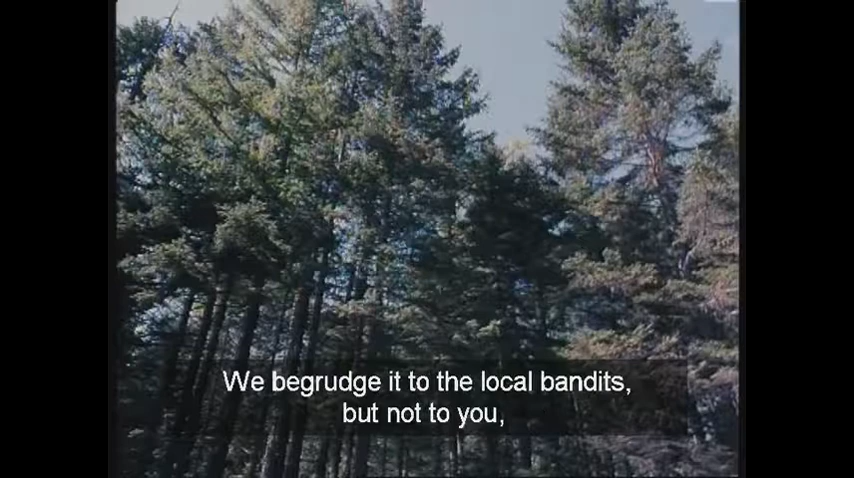 We begrudge it to the local bandits,
but not to you,